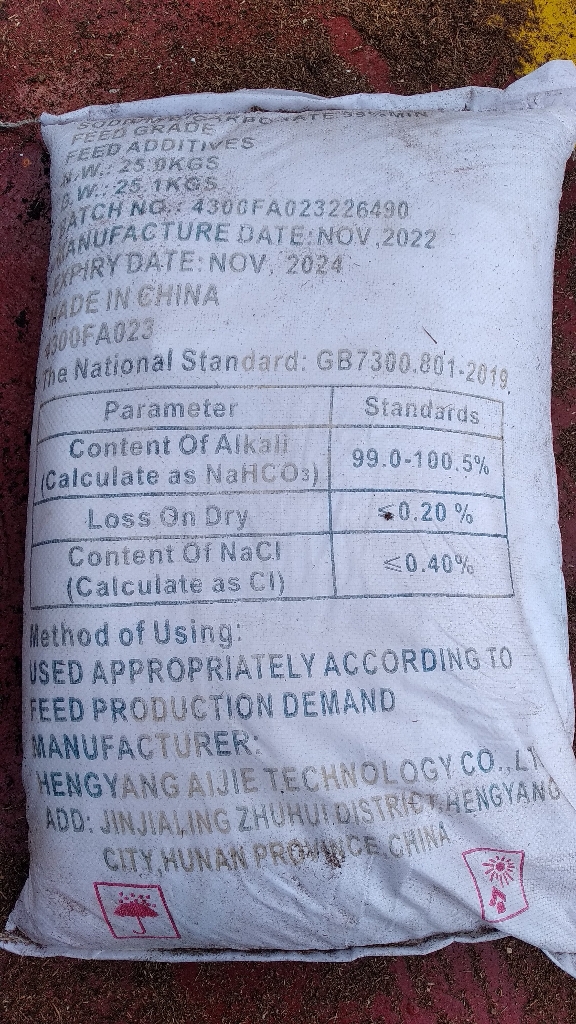 SODIUM BICARBONATE 99%MIN
FEED GRADE
FEED ADDITIVES
N.W.: 25.0KGS
G.W.: 25.1KGS
BATCH NO.: 4300FA023226490
MANUFACTURE DATE: NOV,2022
EXPIRY DATE: NOV, 2024
MADE IN CHINA
4300FA023
The National Standard: GB7300.801-2019
Parameter Standards
Content Of Alkali
(Calculate as NaHCO₃) 99.0-100.5%
Loss On Dry ≤0.20 %
Content Of NaCl
(Calculate as Cl) ≤0.40%
Method of Using:
USED APPROPRIATELY ACCORDING TO
FEED PRODUCTION DEMAND
MANUFACTURER:
HENGYANG AIJIE TECHNOLOGY CO.,LT
ADD: JINJIALING ZHUHUI DISTRICT,HENGYANG
CITY,HUNAN PROVINCE,CHINA